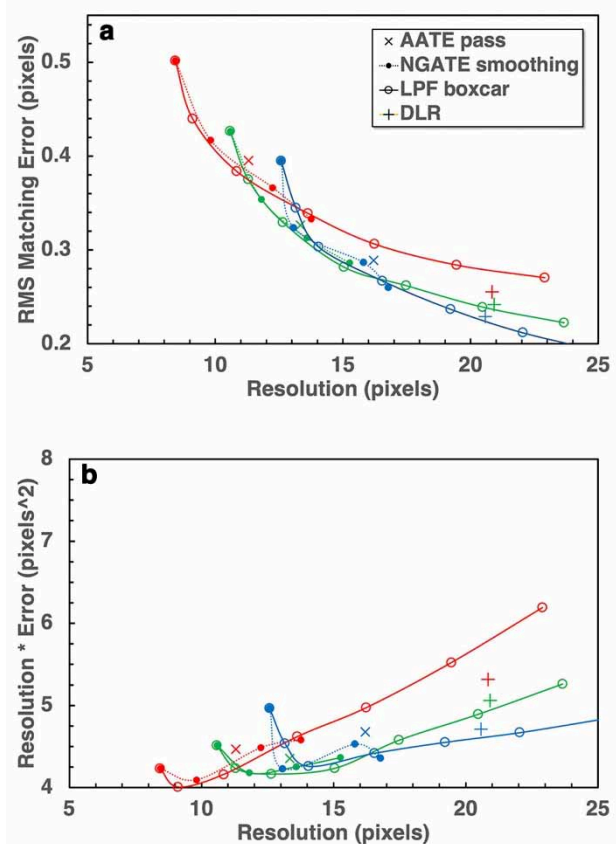 a
AATE pass
NGATE smoothing
LPF boxcar
DLR
RMS Matching Error (pixels)
0.5
0.4
0.3
0.2
5
10
15
20
25
Resolution (pixels)
b
Resolution * Error (pixels^2)
8
7
6
5
4
5
10
15
20
25
Resolution (pixels)